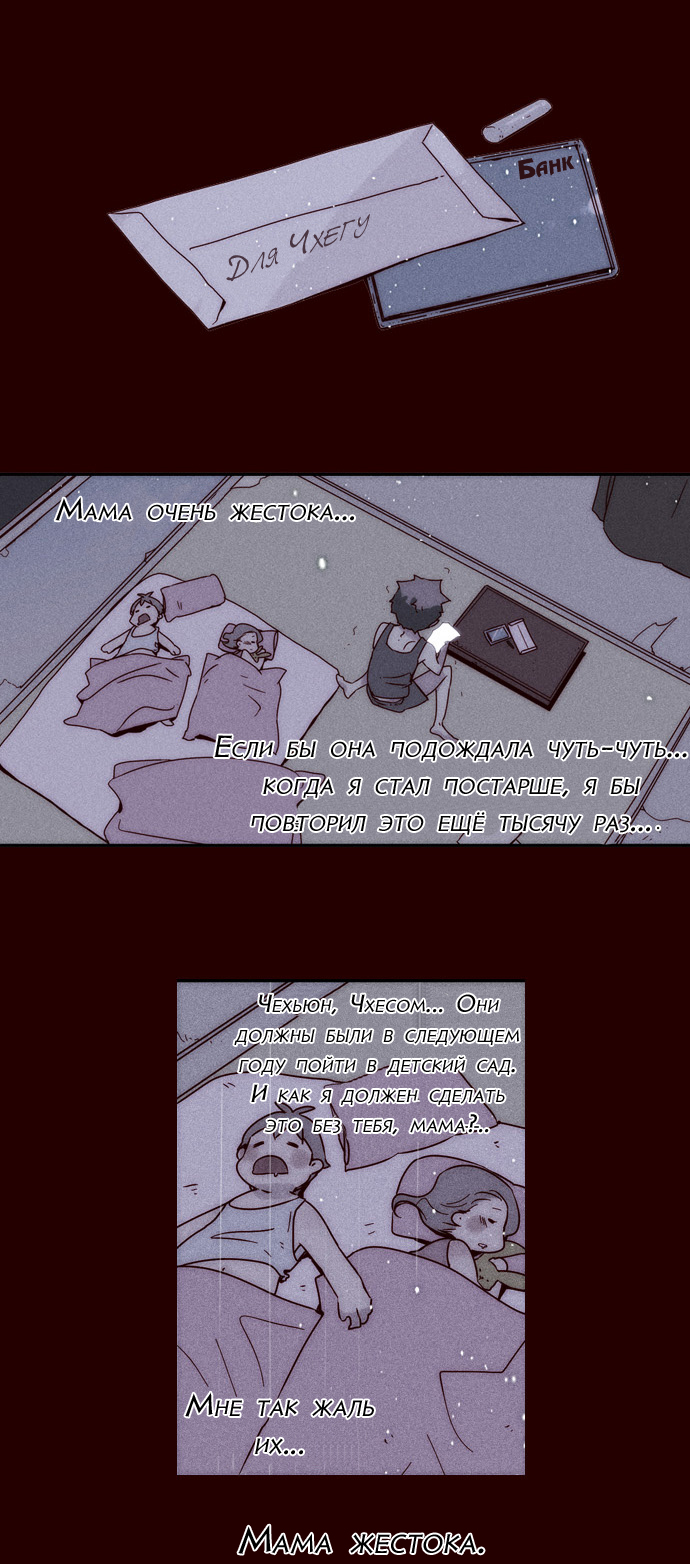 Банк
Для Чхегу
Мама очень жестока...
Если бы она подождала чуть-чуть...
когда я стал постарше, я бы
повторил это ещё тысячу раз....
Чехьюн, Чхесом... Они
должны были в следующем
году пойти в детский сад.
И как я должен сделать
это без тебя, мама?..
Мне так жаль
их...
Мама жестока.